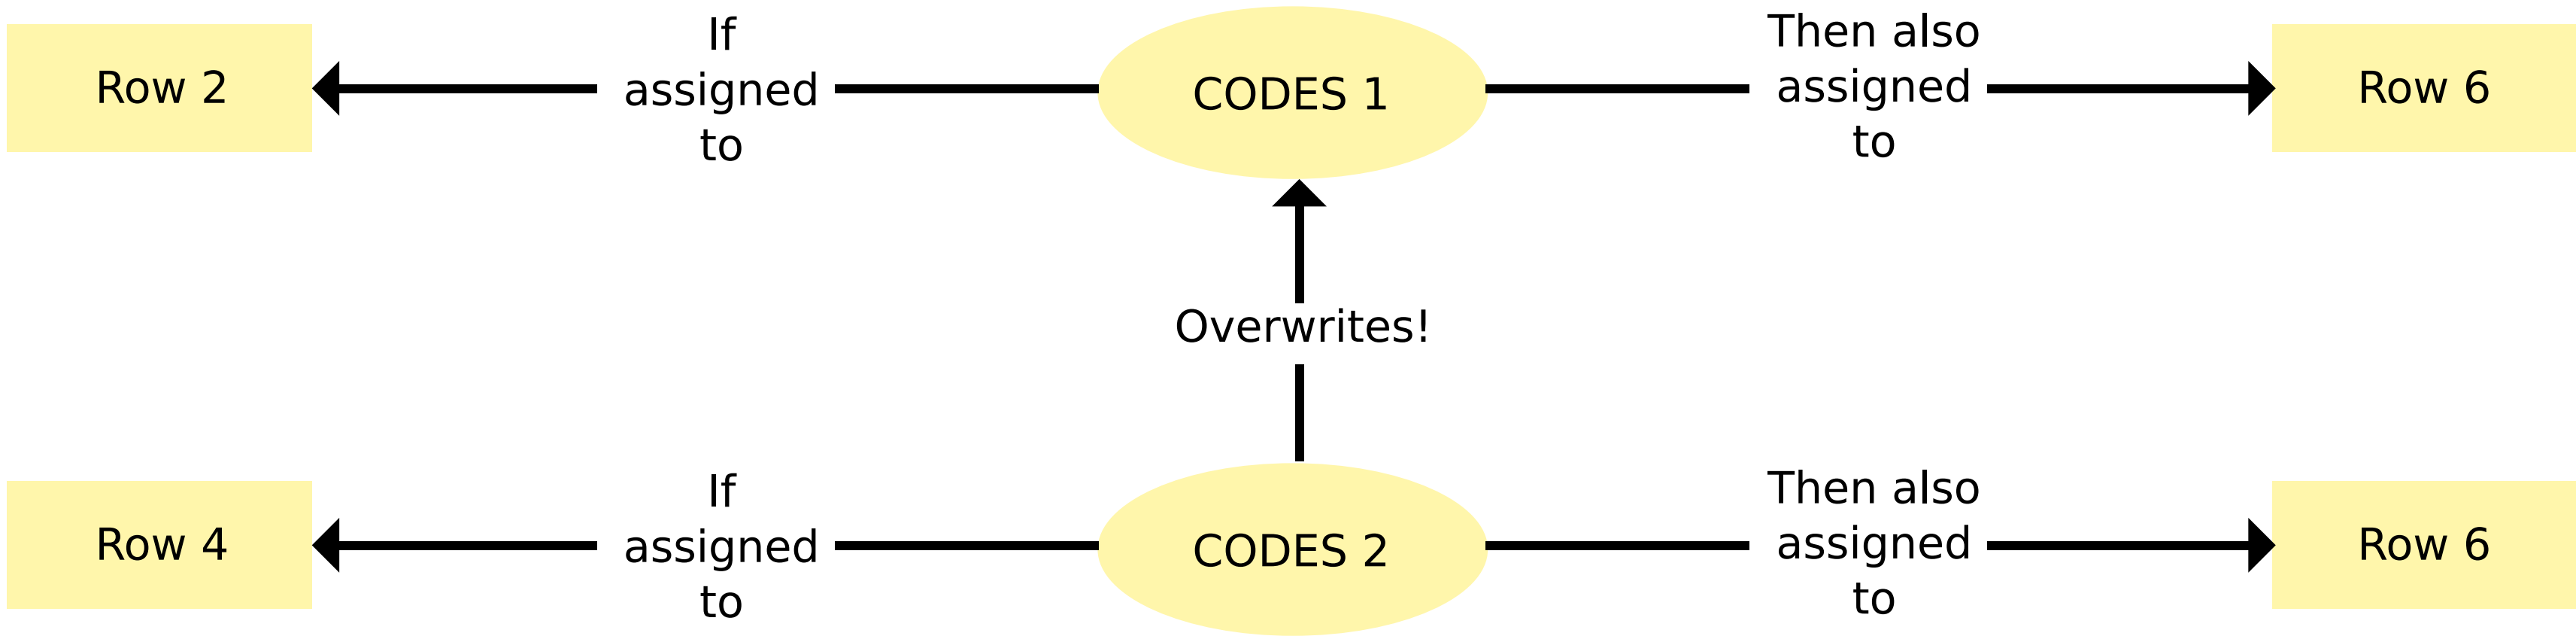 Row 2
If
assigned
to
CODES 1
Then also
assigned
to
Row 6
Overwrites!
Row 4
If
assigned
to
CODES 2
Then also
assigned
to
Row 6